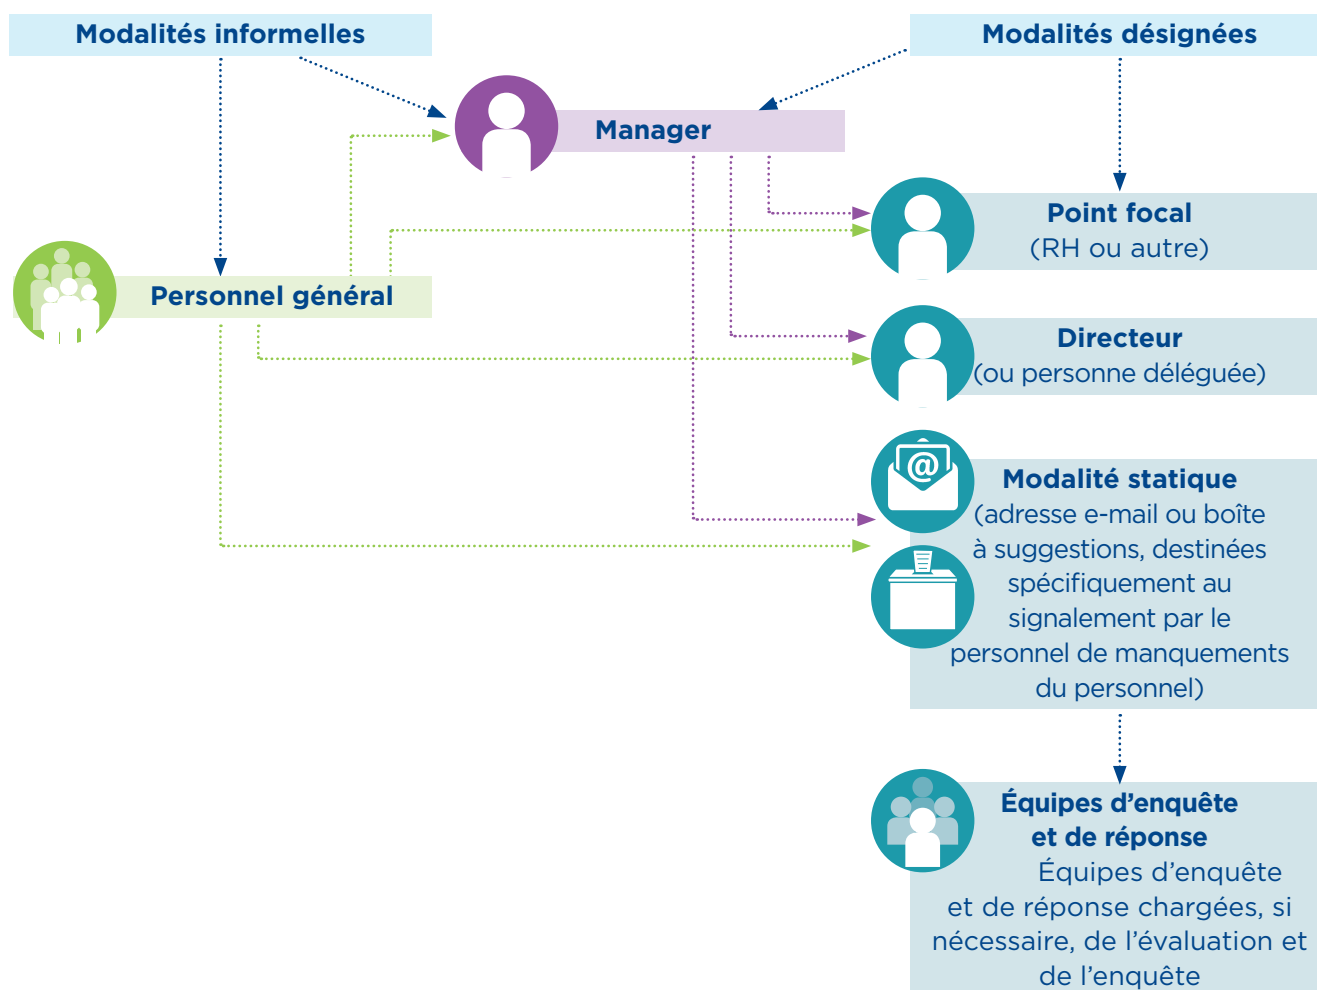 Modalités informelles
Modalités désignées
Manager
Point focal
(RH ou autre)
Personnel général
Directeur
(ou personne déléguée)
@
Modalité statique
(adresse e-mail ou boîte
à suggestions, destinées
spécifiquement au
signalement par le
personnel de manquements
du personnel)
Équipes d’enquête
et de réponse
Équipes d’enquête
et de réponse chargées, si
nécessaire, de l’évaluation et
de l’enquête